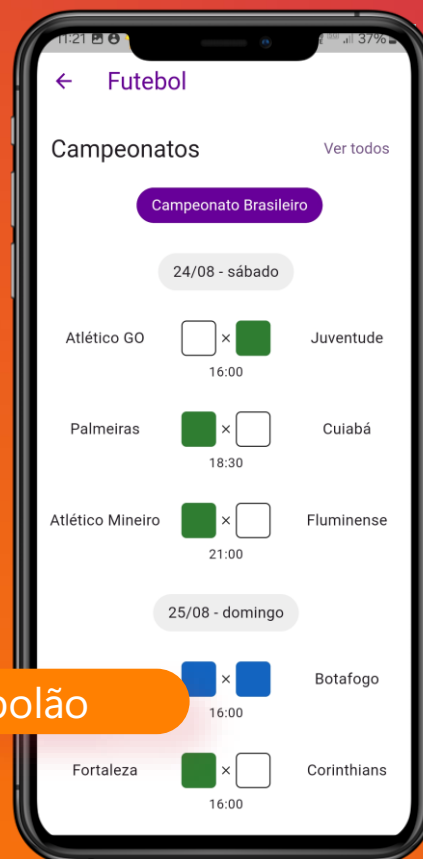 11:21 37%
← Futebol
Campeonatos Ver todos
Campeonato Brasileiro
24/08 - sábado
Atlético GO × Juventude
16:00
Palmeiras × Cuiabá
18:30
Atlético Mineiro × Fluminense
21:00
25/08 - domingo
× Botafogo
bolão
16:00
Fortaleza × Corinthians
16:00